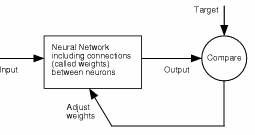 Target
Neural Network
including connections
(called weights)
between neurons
Compare
Input
Output
Adjust
weights